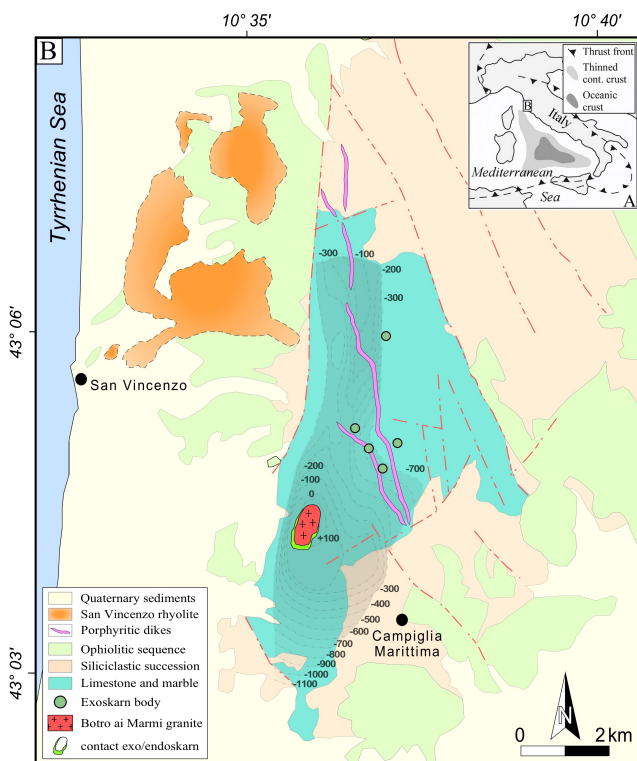 10° 35'
10° 40'
B
Thrust front
Thinned
cont. crust
Oceanic
crust
B
Italy
Mediterranean
Sea
A
Tyrrhenian Sea
-300
-100
-200
-300
43° 06'
San Vincenzo
-700
-200
-100
0
+100
-300
-400
-500
-600
-700
-800
-900
-1000
-1100
Campiglia
Marittima
43° 03'
Quaternary sediments
San Vincenzo rhyolite
Porphyritic dikes
Ophiolitic sequence
Siliciclastic succession
Limestone and marble
Exoskarn body
Botro ai Marmi granite
contact exo/endoskarn
N
0 2 km